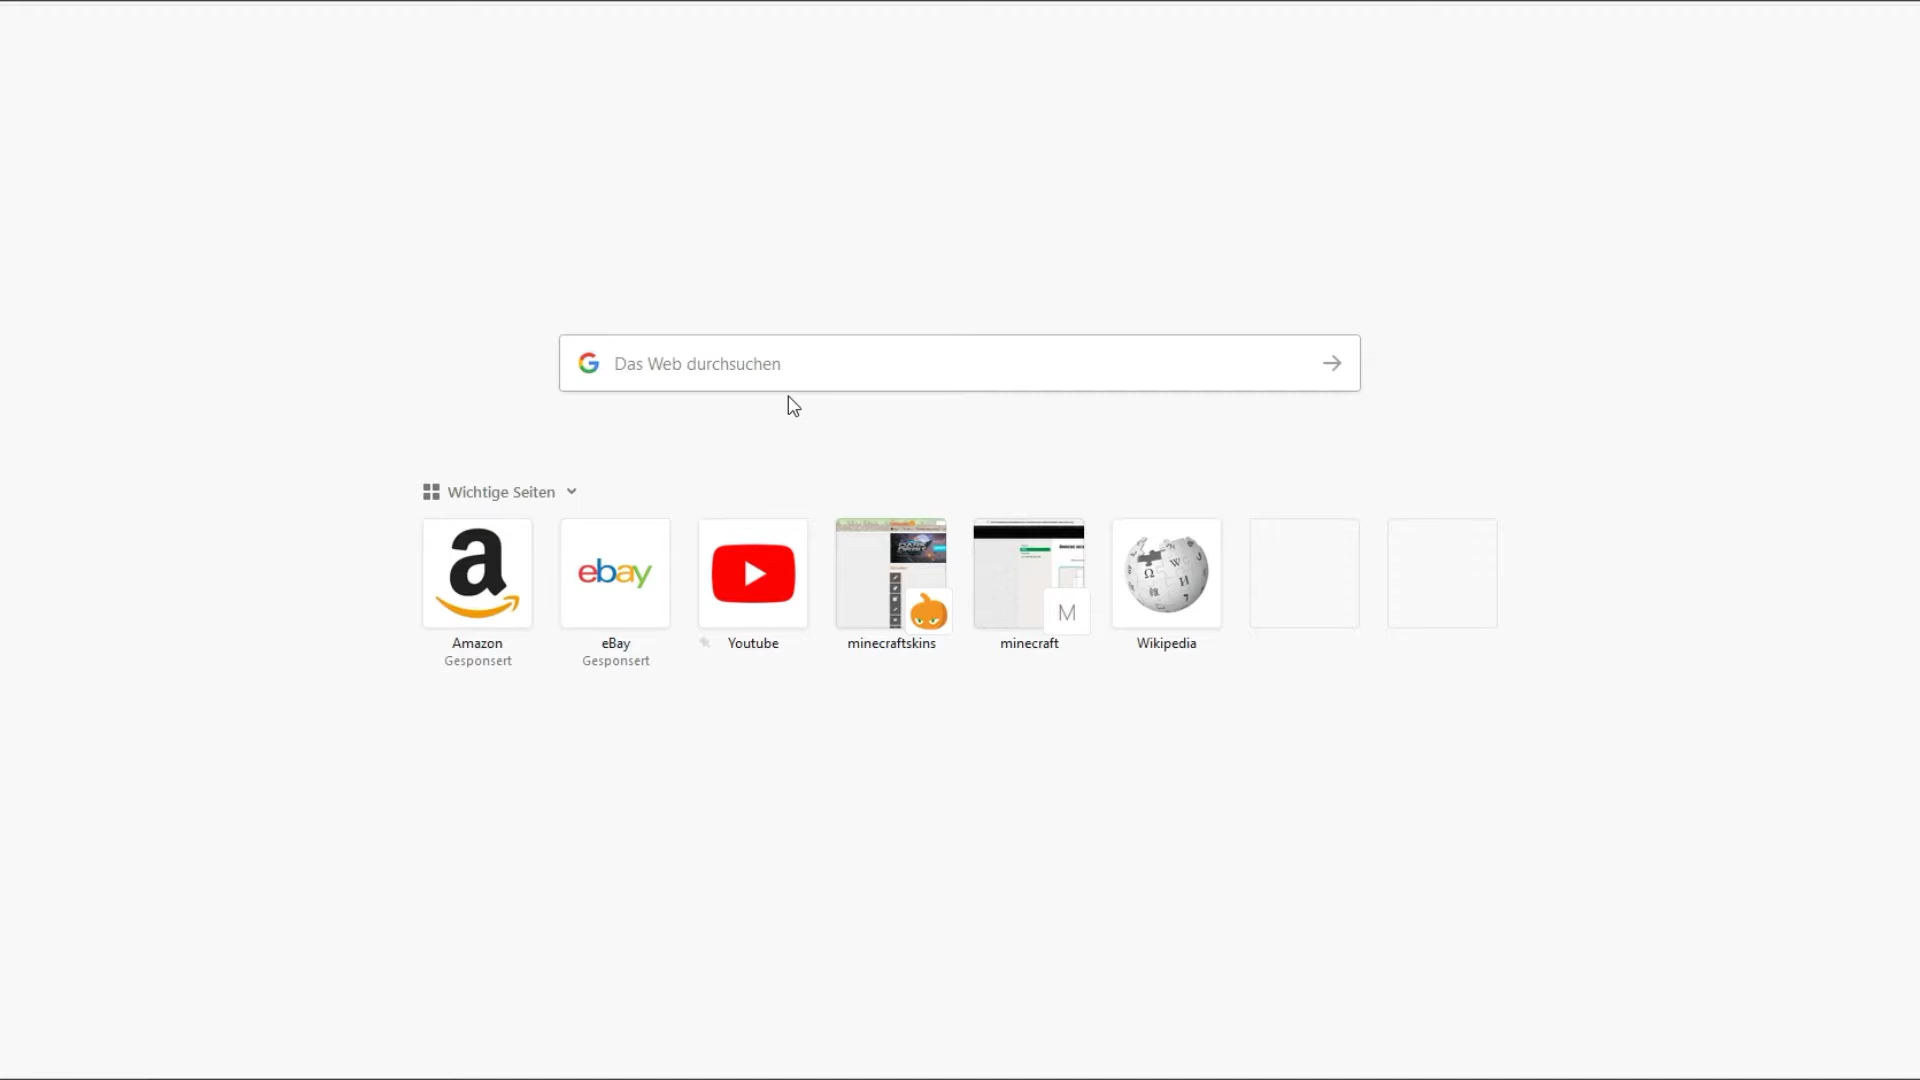 Das Web durchsuchen
Wichtige Seiten
a
ebay
M
Amazon
eBay
Youtube
minecraftskins
minecraft
Wikipedia
Gesponsert
Gesponsert